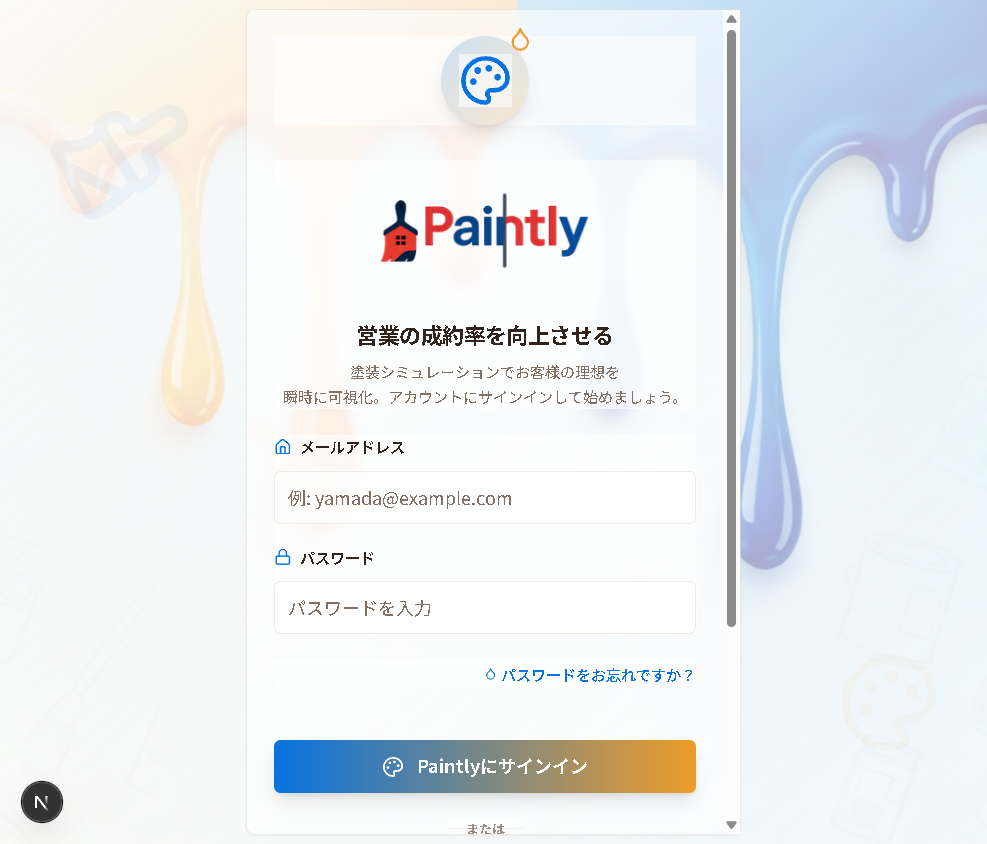 Paintly
営業の成約率を向上させる
塗装シミュレーションでお客様の理想を
瞬時に可視化。アカウントにサインインして始めましょう。
メールアドレス
例: yamada@example.com
パスワード
パスワードを入力
パスワードをお忘れですか？
Paintlyにサインイン
N
または